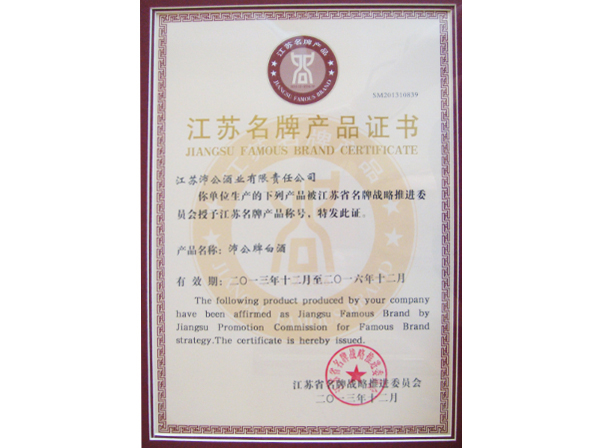 江苏名牌产品
JIANGSU FAMOUS BRAND
SM201310839
江苏名牌产品证书
JIANGSU FAMOUS BRAND CERTIFICATE
江苏沛公酒业有限责任公司
你单位生产的下列产品被江苏省名牌战略推进委
员会授予江苏名牌产品称号，特发此证。
产品名称：沛公牌白酒
有 效 期：二〇一三年十二月至二〇一六年十二月
The following product produced by your company
have been affirmed as Jiangsu Famous Brand by
Jiangsu Promotion Commission for Famous Brand
strategy.The certificate is hereby issued.
江苏省名牌战略推进委员会
二〇一三年十二月